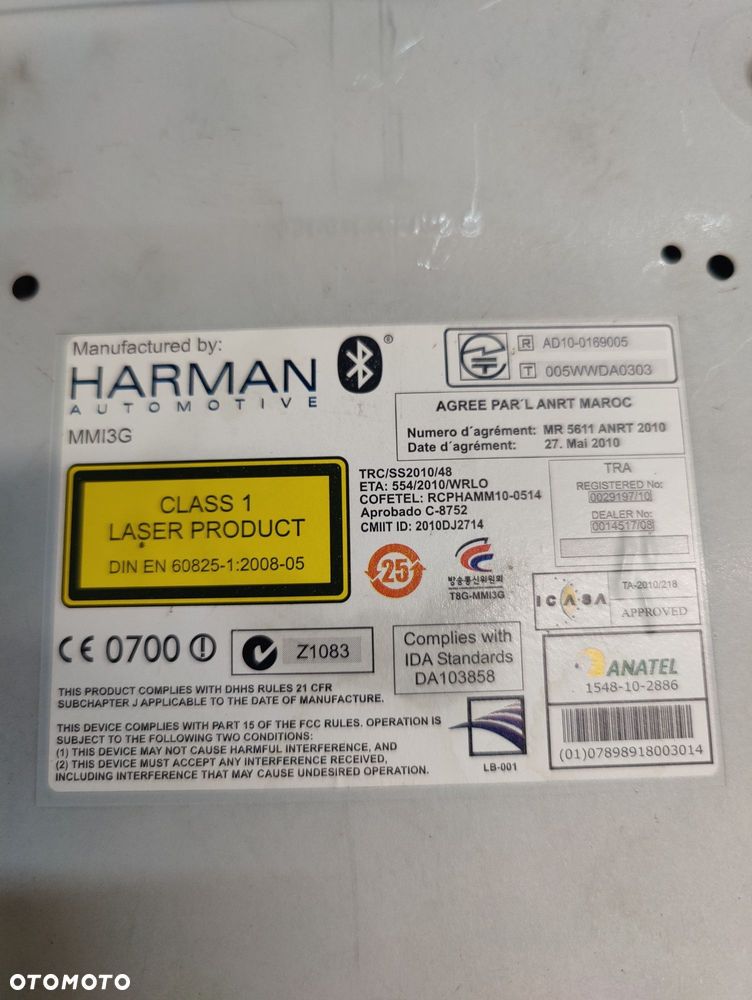 Manufactured by:
HARMAN
AUTOMOTIVE
MMI3G
®
R AD10-0169005
T 005WWDA0303
AGREE PAR'L ANRT MAROC
Numero d'agrément: MR 5611 ANRT 2010
Date d'agrément: 27. Mai 2010
CLASS 1
LASER PRODUCT
DIN EN 60825-1:2008-05
TRC/SS2010/48
ETA: 554/2010/WRLO
COFETEL: RCPHAMM10-0514
Aprobado C-8752
CMIIT ID: 2010DJ2714
TRA
REGISTERED No:
0029197/10
DEALER No:
0014517/08
25
방송통신위원회
T8G-MMI3G
ICASA
TA-2010/218
APPROVED
CE 0700
Z1083
Complies with
IDA Standards
DA103858
ANATEL
1548-10-2886
(01)07898918003014
THIS PRODUCT COMPLIES WITH DHHS RULES 21 CFR
SUBCHAPTER J APPLICABLE TO THE DATE OF MANUFACTURE.
THIS DEVICE COMPLIES WITH PART 15 OF THE FCC RULES. OPERATION IS
SUBJECT TO THE FOLLOWING TWO CONDITIONS:
(1) THIS DEVICE MAY NOT CAUSE HARMFUL INTERFERENCE, AND
(2) THIS DEVICE MUST ACCEPT ANY INTERFERENCE RECEIVED,
INCLUDING INTERFERENCE THAT MAY CAUSE UNDESIRED OPERATION.
LB-001
OTOMOTO